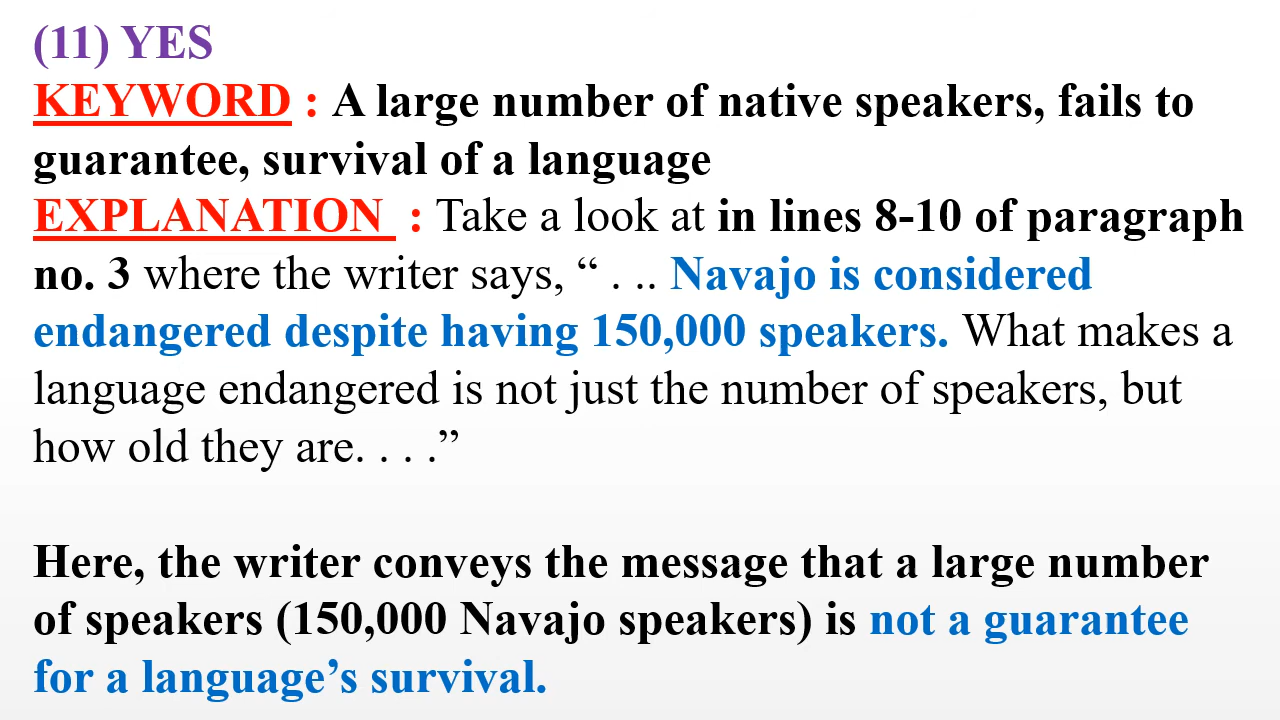 (11) YES
KEYWORD : A large number of native speakers, fails to
guarantee, survival of a language
EXPLANATION : Take a look at in lines 8-10 of paragraph
no. 3 where the writer says, “ . .. Navajo is considered
endangered despite having 150,000 speakers. What makes a
language endangered is not just the number of speakers, but
how old they are. . . .”
Here, the writer conveys the message that a large number
of speakers (150,000 Navajo speakers) is not a guarantee
for a language’s survival.